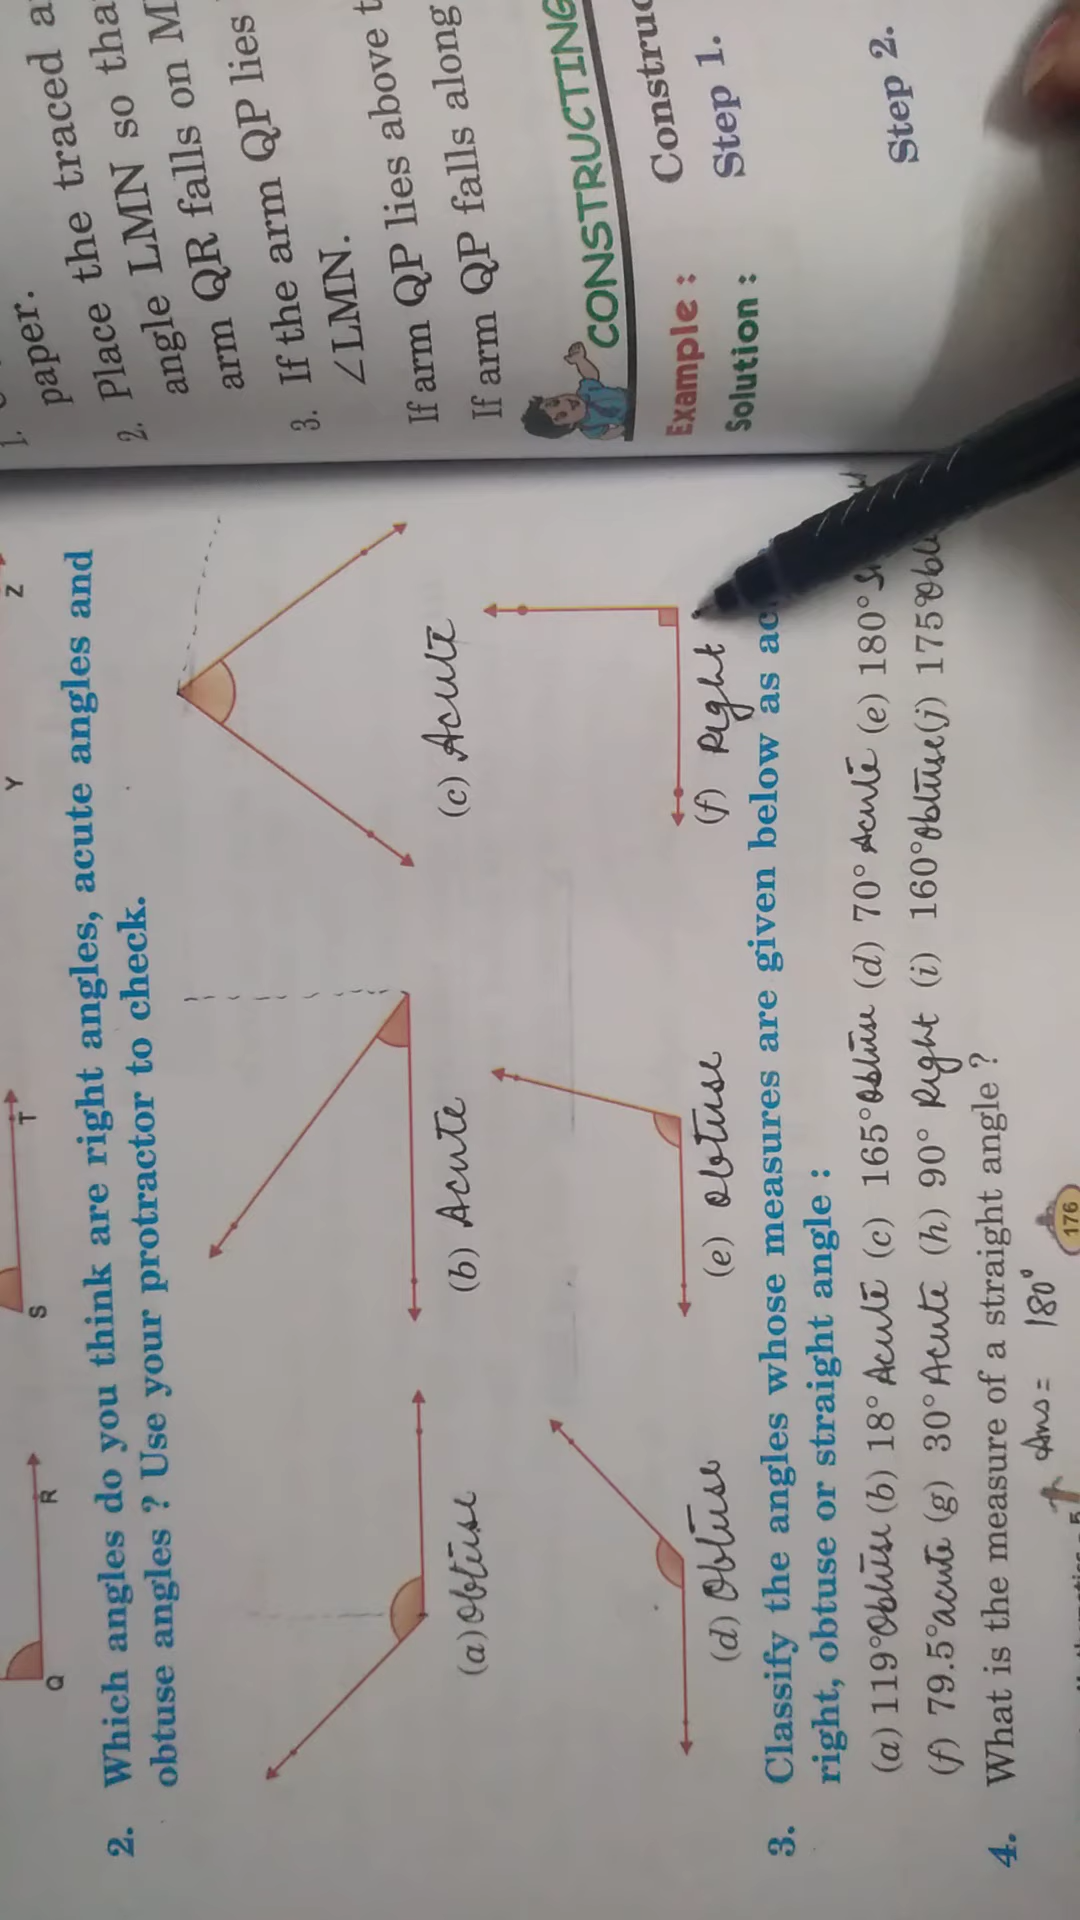 Z
Y
T
S
R
Q
2. Which angles do you think are right angles, acute angles and
obtuse angles ? Use your protractor to check.
(a) Obtuse
(b) Acute
(c) Acute
(d) Obtuse
(e) Obtuse
(f) Right
3. Classify the angles whose measures are given below as
right, obtuse or straight angle :
(a) 119° Obtuse (b) 18° Acute (c) 165° Obtuse (d) 70° Acute (e) 180°
(f) 79.5° acute (g) 30° Acute (h) 90° Right (i) 160° Obtuse (j) 175°
4. What is the measure of a straight angle ?
Ans = 180°
176
1.
paper.
2. Place the traced
angle LMN so
angle QR falls on
arm QR falls on
3. If the arm QP lies
∠LMN.
If arm QP lies above
If arm QP falls along
CONSTRUCTING
Example :
Solution : Step 1.
Step 2.